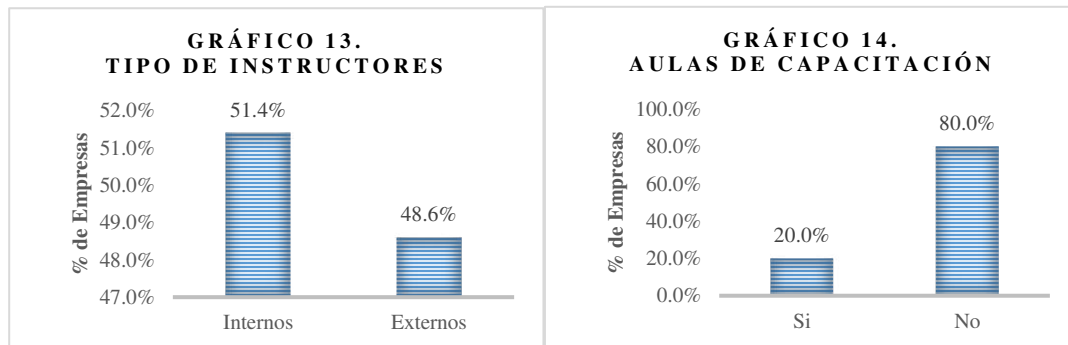 GRÁFICO 13.
TIPO DE INSTRUCTORES
% de Empresas
52.0%
51.0%
50.0%
49.0%
48.0%
47.0%
51.4%
48.6%
Internos
Externos
GRÁFICO 14.
AULAS DE CAPACITACIÓN
% de Empresas
100.0%
80.0%
60.0%
40.0%
20.0%
0.0%
20.0%
80.0%
Si
No